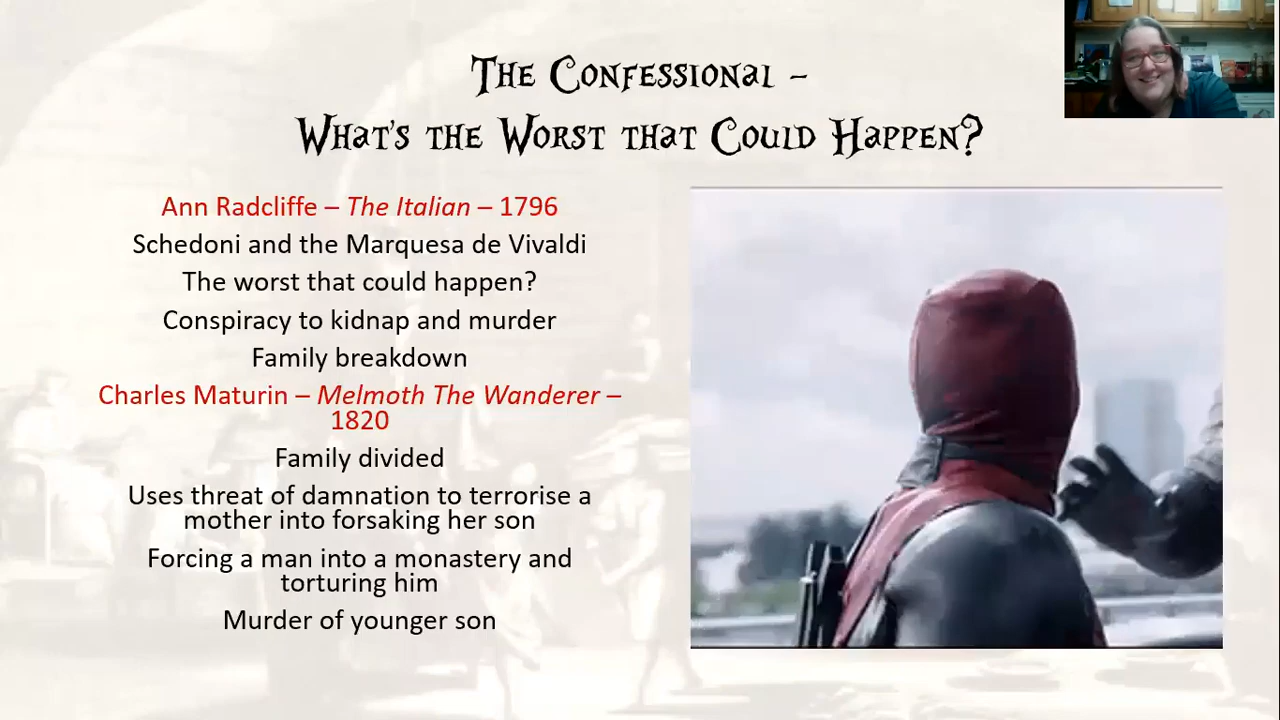 The Confessional –
What's the Worst that Could Happen?
Ann Radcliffe – The Italian – 1796
Schedoni and the Marquesa de Vivaldi
The worst that could happen?
Conspiracy to kidnap and murder
Family breakdown
Charles Maturin – Melmoth The Wanderer –
1820
Family divided
Uses threat of damnation to terrorise a
mother into forsaking her son
Forcing a man into a monastery and
torturing him
Murder of younger son